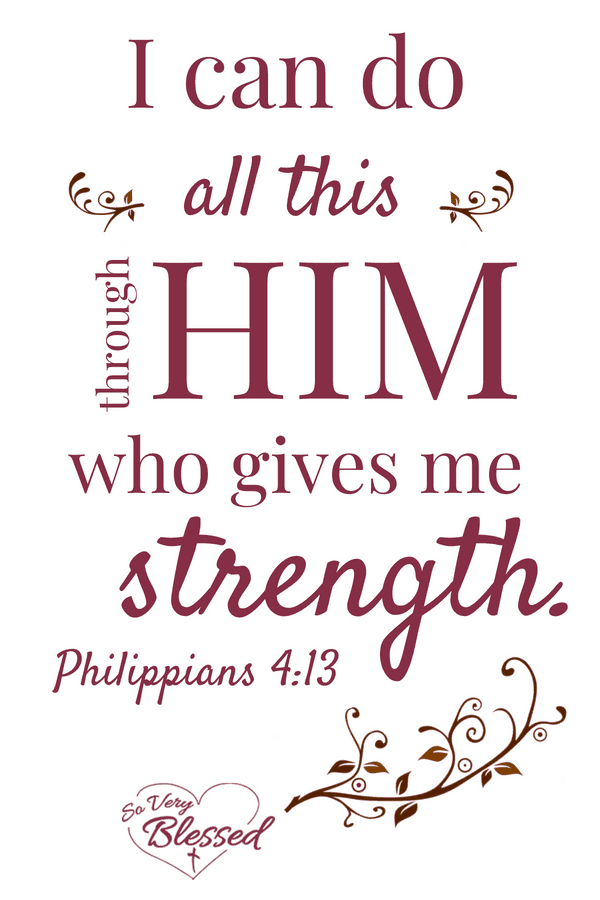 I can do
all this
through
HIM
who gives me
strength.
Philippians 4:13
So Very
Blessed